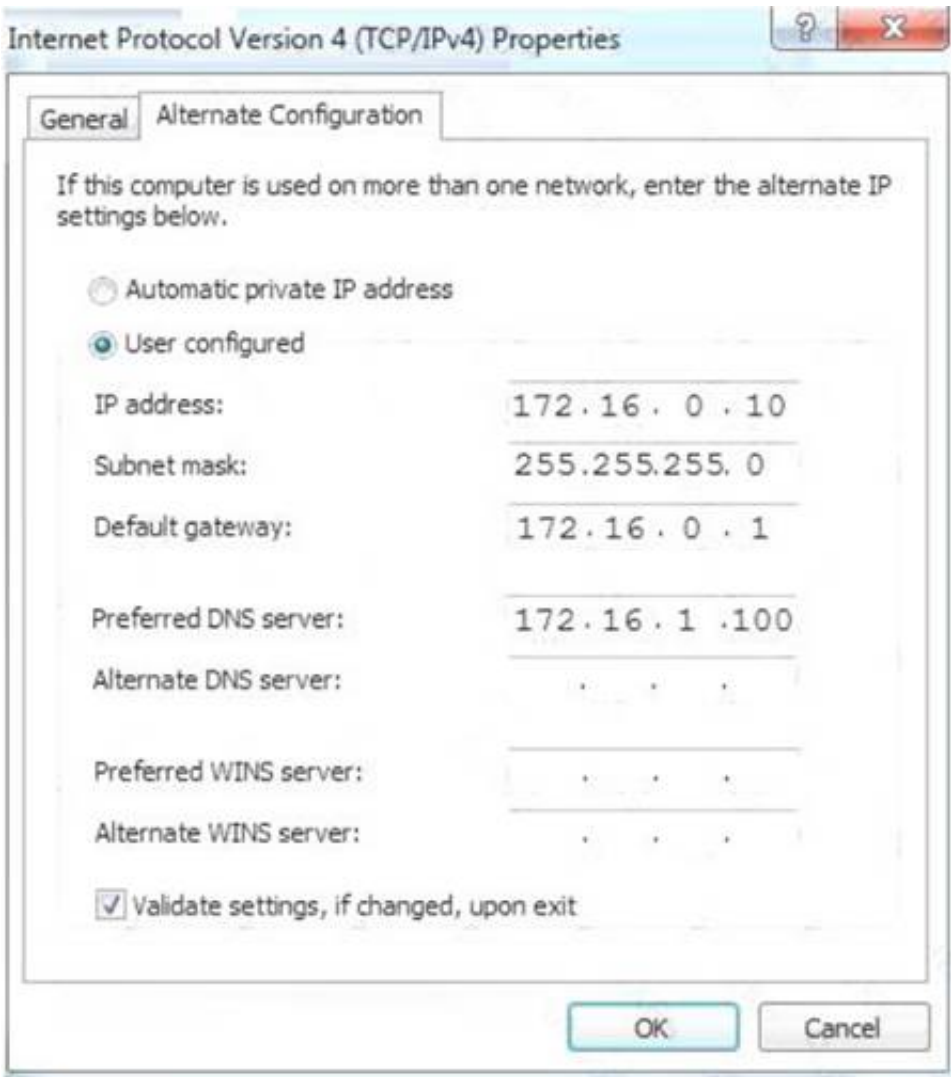 Internet Protocol Version 4 (TCP/IPv4) Properties
General
Alternate Configuration
If this computer is used on more than one network, enter the alternate IP
settings below.
Automatic private IP address
User configured
IP address: 172.16. 0 .10
Subnet mask: 255.255.255. 0
Default gateway: 172.16. 0 . 1
Preferred DNS server: 172.16. 1 .100
Alternate DNS server: . . .
Preferred WINS server: . . .
Alternate WINS server: . . .
Validate settings, if changed, upon exit
OK Cancel